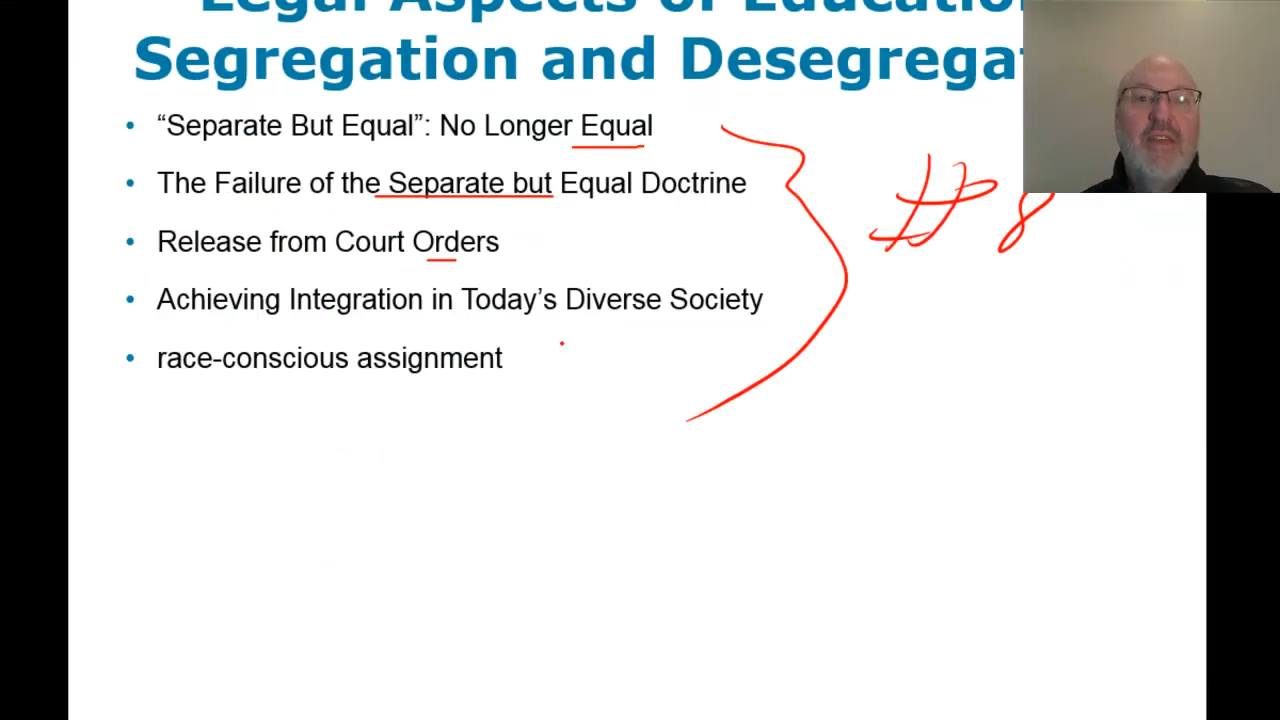 Legal Aspects of Education
Segregation and Desegregat
• “Separate But Equal”: No Longer Equal
• The Failure of the Separate but Equal Doctrine
• Release from Court Orders
• Achieving Integration in Today’s Diverse Society
• race-conscious assignment
# 8